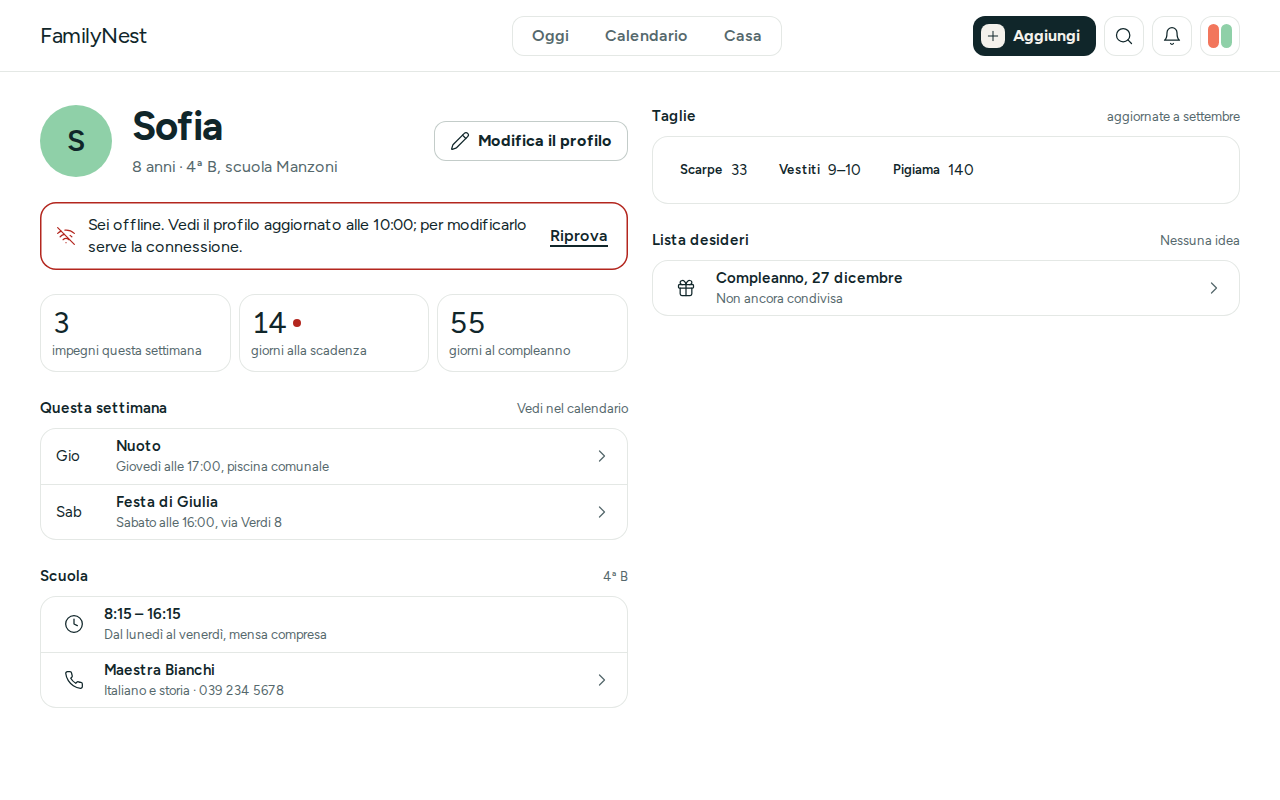 FamilyNest
Oggi
Calendario
Casa
Aggiungi
S
Sofia
8 anni · 4ª B, scuola Manzoni
Modifica il profilo
Sei offline. Vedi il profilo aggiornato alle 10:00; per modificarlo
serve la connessione.
Riprova
3
impegni questa settimana
14
giorni alla scadenza
55
giorni al compleanno
Questa settimana
Vedi nel calendario
Gio
Nuoto
Giovedì alle 17:00, piscina comunale
Sab
Festa di Giulia
Sabato alle 16:00, via Verdi 8
Scuola
4ª B
8:15 – 16:15
Dal lunedì al venerdì, mensa compresa
Maestra Bianchi
Italiano e storia · 039 234 5678
Taglie
aggiornate a settembre
Scarpe 33
Vestiti 9–10
Pigiama 140
Lista desideri
Nessuna idea
Compleanno, 27 dicembre
Non ancora condivisa